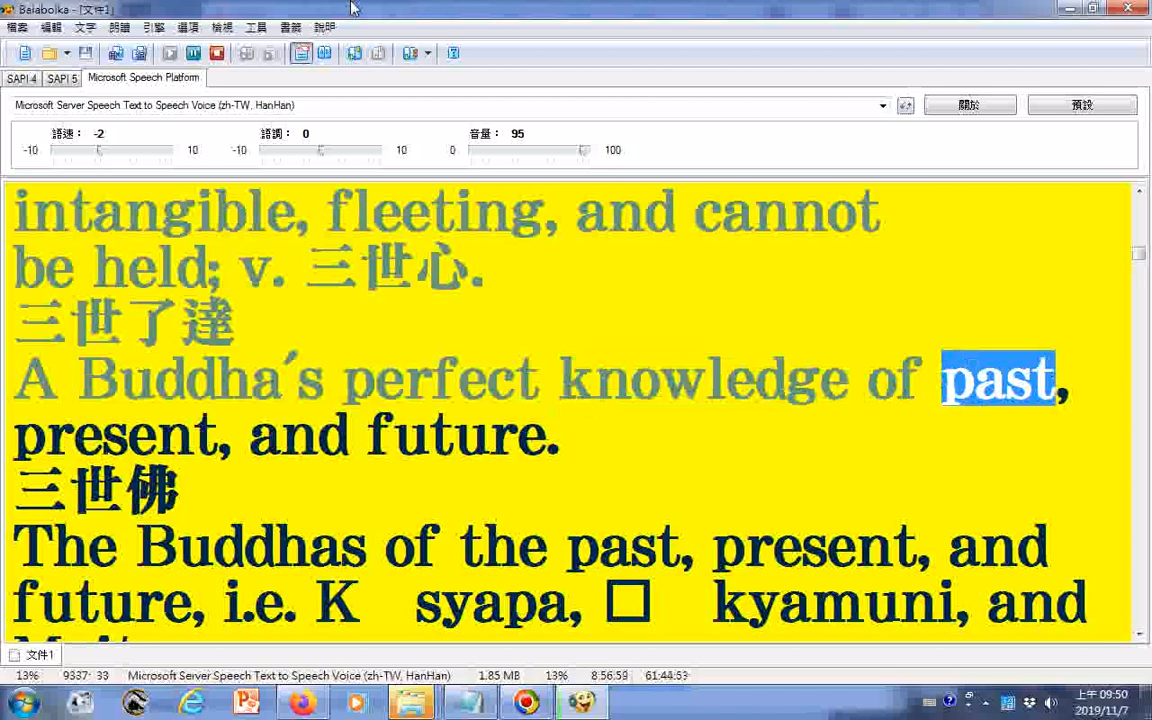 Balabolka - [文件1]
檔案 編輯 文字 朗讀 引擎 選項 檢視 工具 書籤 說明
SAPI 4 SAPI 5 Microsoft Speech Platform
Microsoft Server Speech Text to Speech Voice (zh-TW, HanHan) 關於 預設
語速： -2 語調： 0 音量： 95
-10 10 -10 10 0 100
intangible, fleeting, and cannot
be held; v. 三世心.
三世了達
A Buddha's perfect knowledge of past,
present, and future.
三世佛
The Buddhas of the past, present, and
future, i.e. K syapa, □ kyamuni, and
文件1
13% 9337: 33 Microsoft Server Speech Text to Speech Voice (zh-TW, HanHan) 1.85 MB 13% 8:56:59 61:44:53
上午 09:50
2019/11/7